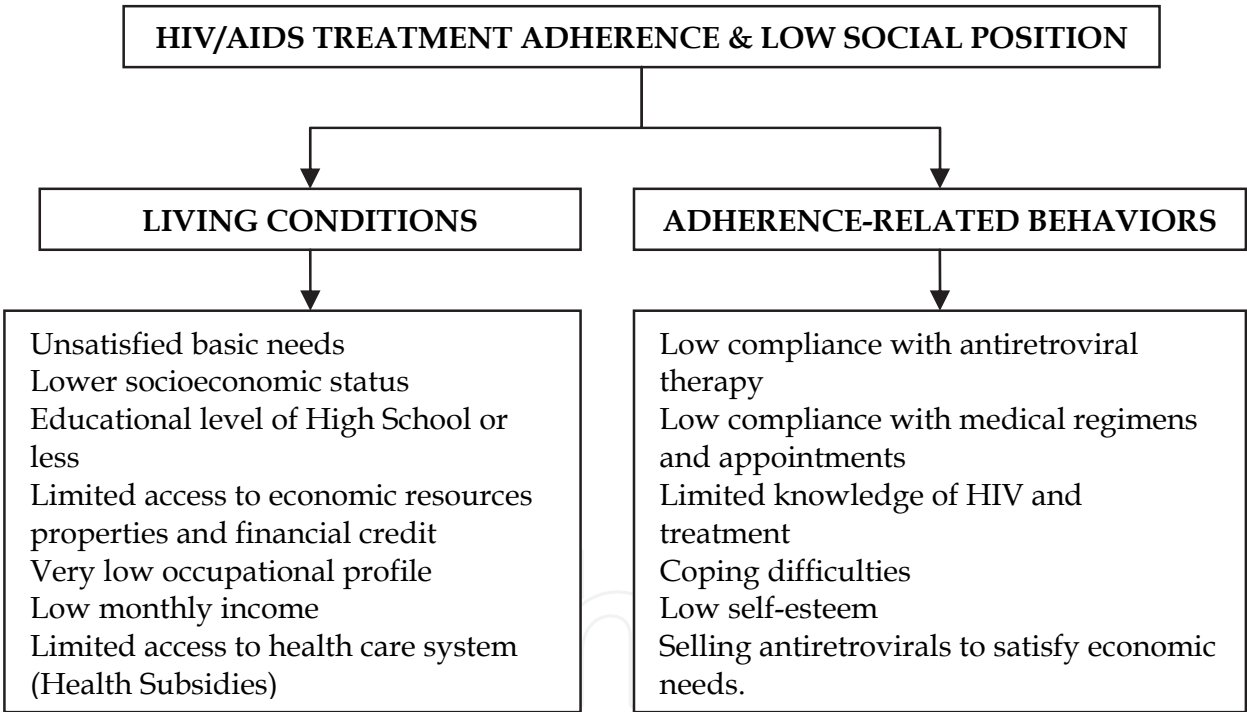 HIV/AIDS TREATMENT ADHERENCE & LOW SOCIAL POSITION
LIVING CONDITIONS
Unsatisfied basic needs
Lower socioeconomic status
Educational level of High School or
less
Limited access to economic resources
properties and financial credit
Very low occupational profile
Low monthly income
Limited access to health care system
(Health Subsidies)
ADHERENCE-RELATED BEHAVIORS
Low compliance with antiretroviral
therapy
Low compliance with medical regimens
and appointments
Limited knowledge of HIV and
treatment
Coping difficulties
Low self-esteem
Selling antiretrovirals to satisfy economic
needs.